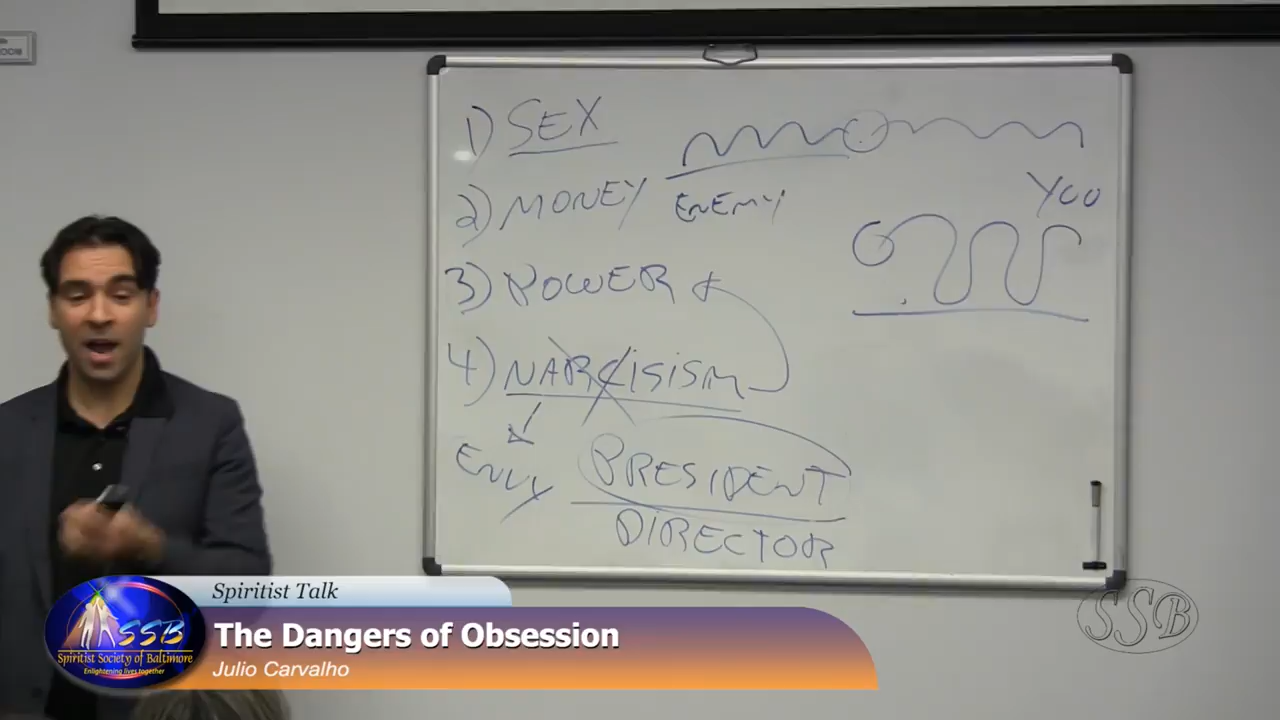 1) SEX
2) MONEY
ENEMY
YOU
3) POWER
4) NARCISISM
ENVY
PRESIDENT
DIRECTOR
Spiritist Talk
The Dangers of Obsession
Julio Carvalho
SSB
Spiritist Society of Baltimore
Enlightening lives together
SSB